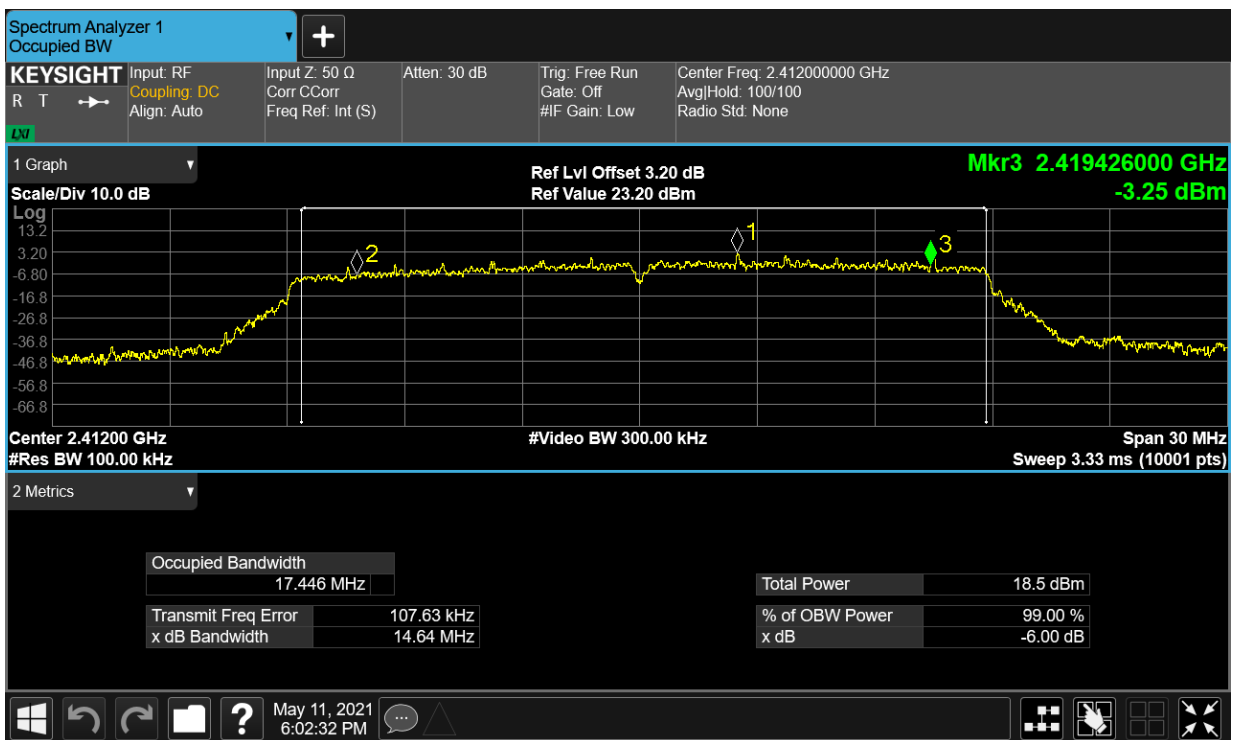 Spectrum Analyzer 1
Occupied BW
▼
+
KEYSIGHT
R T
LXI
Input: RF
Coupling: DC
Align: Auto
Input Z: 50 Ω
Corr CCorr
Freq Ref: Int (S)
Atten: 30 dB
Trig: Free Run
Gate: Off
#IF Gain: Low
Center Freq: 2.412000000 GHz
Avg|Hold: 100/100
Radio Std: None
1 Graph ▼
Scale/Div 10.0 dB
Ref Lvl Offset 3.20 dB
Ref Value 23.20 dBm
Mkr3 2.419426000 GHz
-3.25 dBm
Log
13.2
3.20
-6.80
-16.8
-26.8
-36.8
-46.8
-56.8
-66.8
2
1
3
Center 2.41200 GHz
#Res BW 100.00 kHz
#Video BW 300.00 kHz
Span 30 MHz
Sweep 3.33 ms (10001 pts)
2 Metrics ▼
Occupied Bandwidth
17.446 MHz
Transmit Freq Error 107.63 kHz
x dB Bandwidth 14.64 MHz
Total Power 18.5 dBm
% of OBW Power 99.00 %
x dB -6.00 dB
?
May 11, 2021
6:02:32 PM